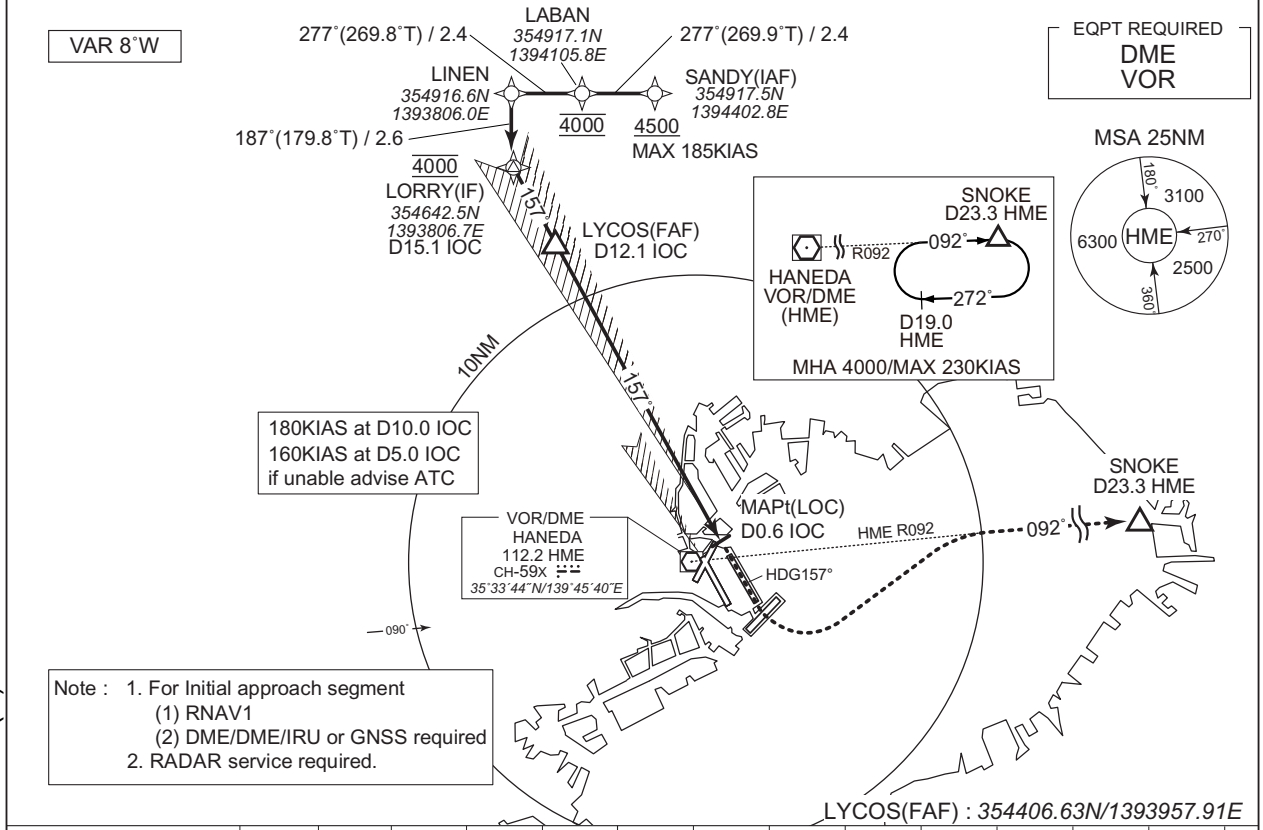 VAR 8˚W
277˚(269.8˚T) / 2.4
LABAN
354917.1N
1394105.8E
277˚(269.9˚T) / 2.4
EQPT REQUIRED
DME
VOR
LINEN
354916.6N
1393806.0E
SANDY(IAF)
354917.5N
1394402.8E
4000
4500
MAX 185KIAS
187˚(179.8˚T) / 2.6
4000
LORRY(IF)
354642.5N
1393806.7E
D15.1 IOC
157˚
LYCOS(FAF)
D12.1 IOC
MSA 25NM
180˚
3100
6300
HME
270˚
2500
360˚
SNOKE
D23.3 HME
R092
092˚
HANEDA
VOR/DME
(HME)
272˚
D19.0
HME
MHA 4000/MAX 230KIAS
10NM
157˚
180KIAS at D10.0 IOC
160KIAS at D5.0 IOC
if unable advise ATC
VOR/DME
HANEDA
112.2 HME
CH-59X
35˚33´44˝N/139˚45´40˝E
MAPt(LOC)
D0.6 IOC
HME R092
092˚
SNOKE
D23.3 HME
HDG157°
090˚
Note : 1. For Initial approach segment
(1) RNAV1
(2) DME/DME/IRU or GNSS required
2. RADAR service required.
LYCOS(FAF) : 354406.63N/1393957.91E